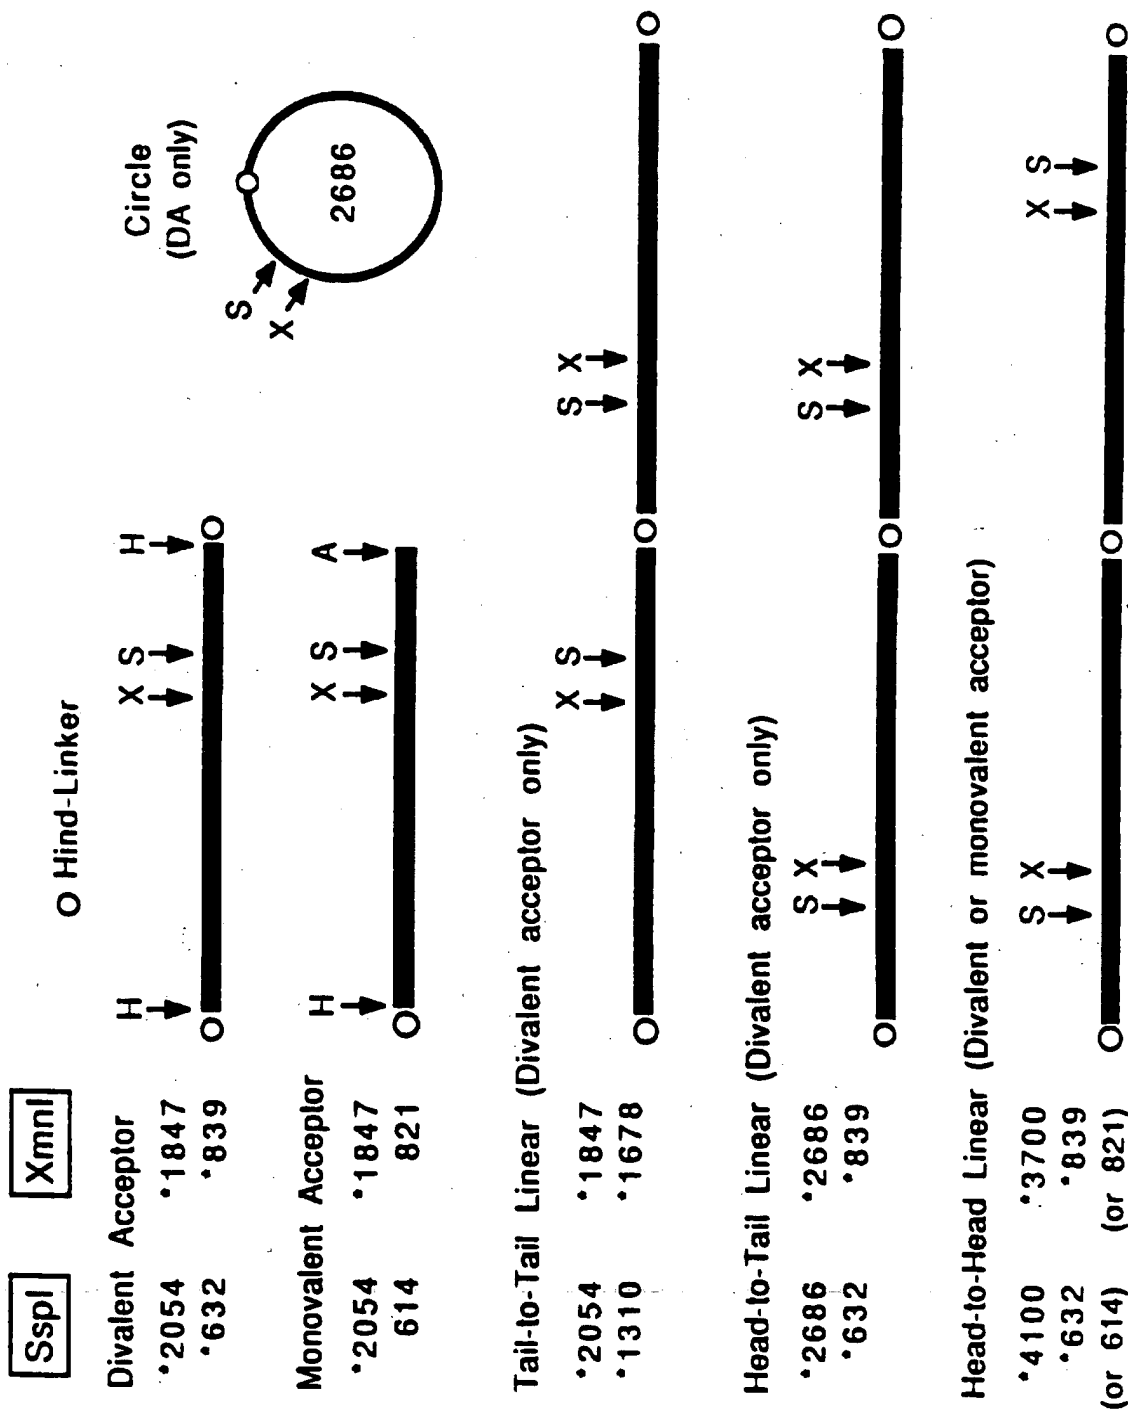 SspI XmnI
O Hind-Linker
Divalent Acceptor
*2054 *1847
*632 *839
H X S H
Circle
(DA only)
S
X
2686
Monovalent Acceptor
*2054 *1847
614 821
H X S A
Tail-to-Tail Linear (Divalent acceptor only)
*2054 *1847
*1310 *1678
X S S X
Head-to-Tail Linear (Divalent acceptor only)
*2686 *2686
*632 *839
S X S X
Head-to-Head Linear (Divalent or monovalent acceptor)
*4100 *3700
*632 *839
(or 614) (or 821)
S X X S